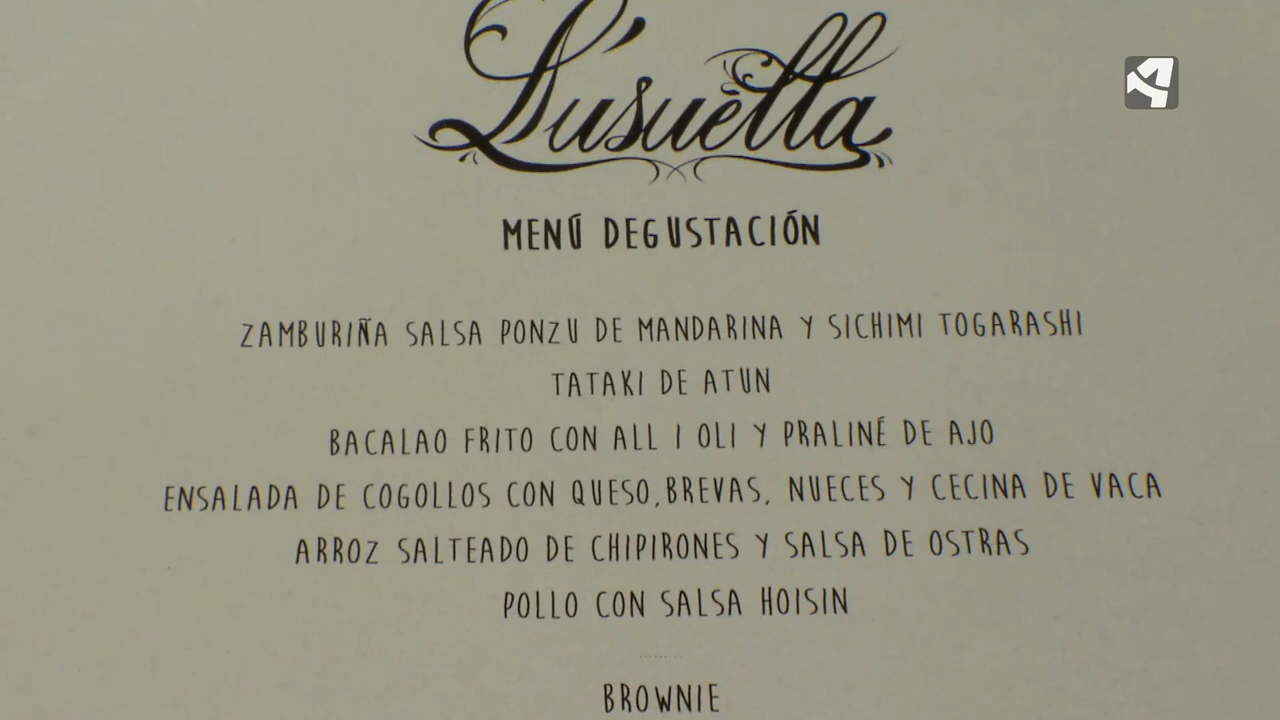 L'usuella
MENÚ DEGUSTACIÓN
ZAMBURIÑA SALSA PONZU DE MANDARINA Y SICHIMI TOGARASHI
TATAKI DE ATUN
BACALAO FRITO CON ALL I OLI Y PRALINÉ DE AJO
ENSALADA DE COGOLLOS CON QUESO,BREVAS, NUECES Y CECINA DE VACA
ARROZ SALTEADO DE CHIPIRONES Y SALSA DE OSTRAS
POLLO CON SALSA HOISIN
.........
BROWNIE